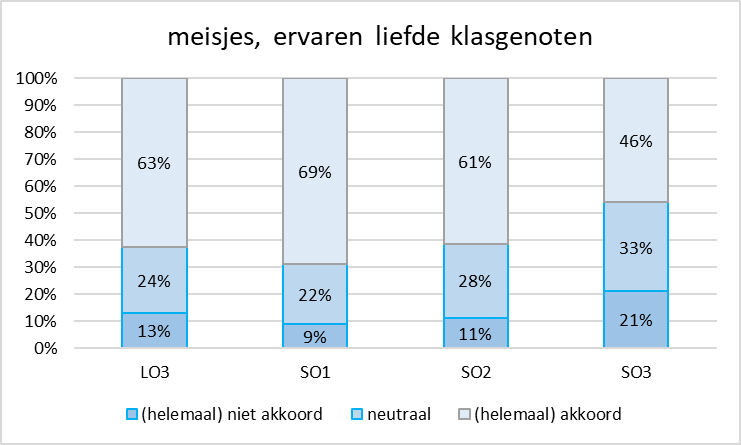 meisjes, ervaren liefde klasgenoten
100%
90%
80%
70%
60%
50%
40%
30%
20%
10%
0%
63% 69% 61% 46%
24% 22% 28% 33%
13% 9% 11% 21%
LO3 SO1 SO2 SO3
(helemaal) niet akkoord neutraal (helemaal) akkoord